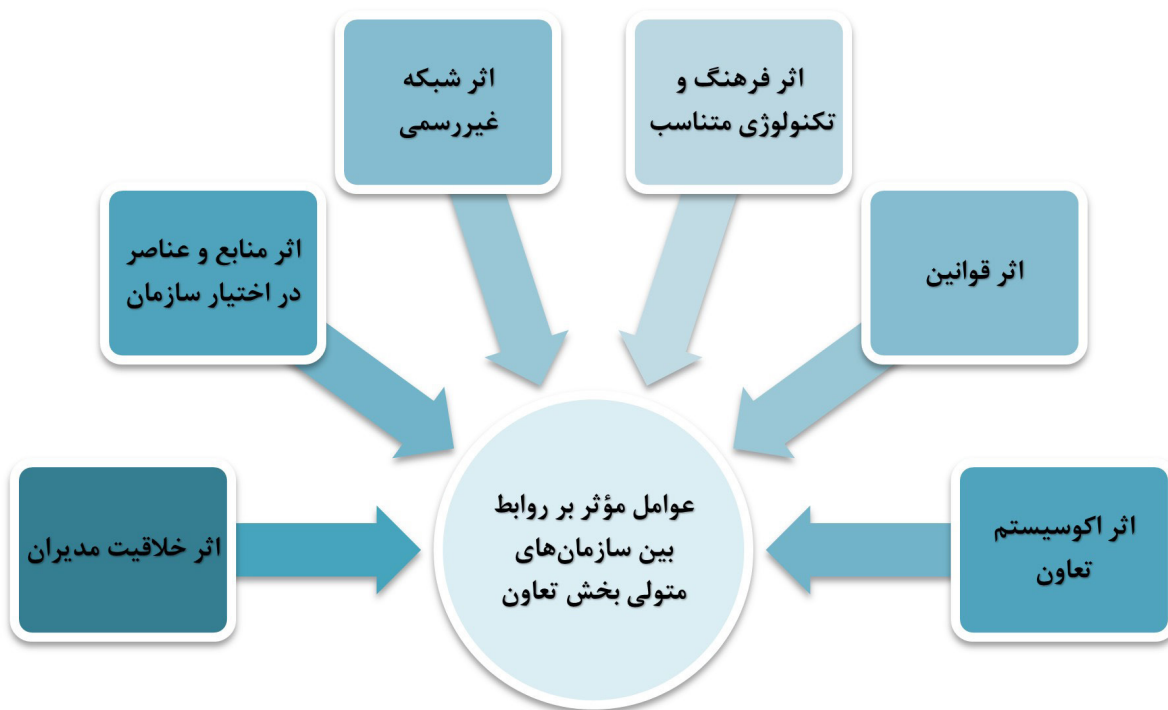 اثر فرهنگ و
تکنولوژی متناسب
اثر شبکه
غیررسمی
اثر قوانین
اثر منابع و عناصر
در اختیار سازمان
اثر اکوسیستم
تعاون
اثر خلاقیت مدیران
عوامل مؤثر بر روابط
بین سازمان‌های
متولی بخش تعاون